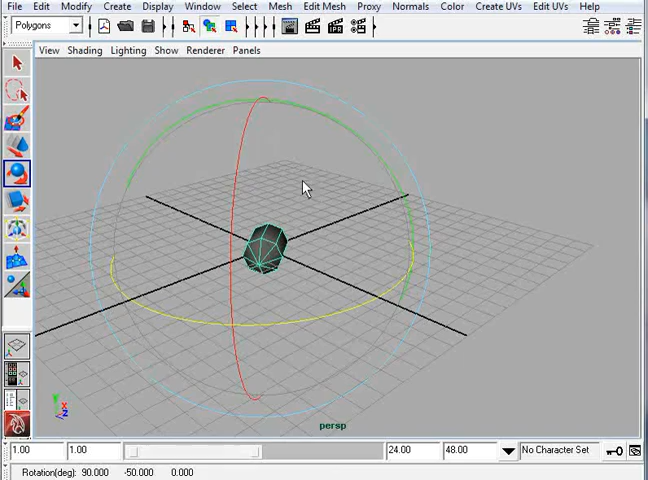 File Edit Modify Create Display Window Select Mesh Edit Mesh Proxy Normals Color Create UVs Edit UVs Help
Polygons
View Shading Lighting Show Renderer Panels
IPR
persp
Y X Z
1.00 1.00 24.00 48.00 No Character Set
Rotation(deg): 90.000 -50.000 0.000